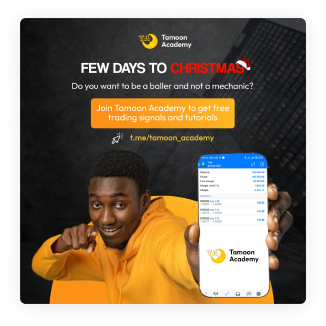 Tamoon
Academy
FEW DAYS TO CHRISTMAS
Do you want to be a baller and not a mechanic?
Join Tamoon Academy to get free
trading signals and tutorials
t.me/tamoon_academy
Tamoon
Academy